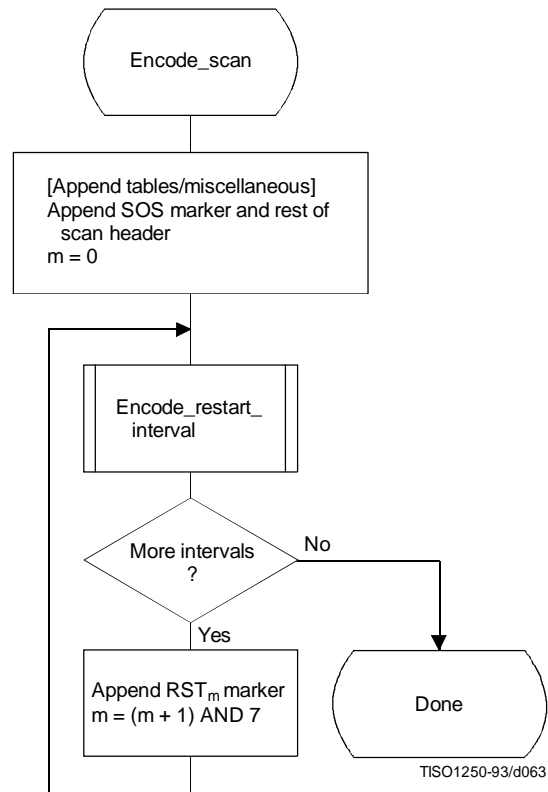 Encode_scan
[Append tables/miscellaneous]
Append SOS marker and rest of
scan header
m = 0
Encode_restart_
interval
More intervals
?
No
Yes
Append RSTm marker
m = (m + 1) AND 7
Done
TISO1250-93/d063